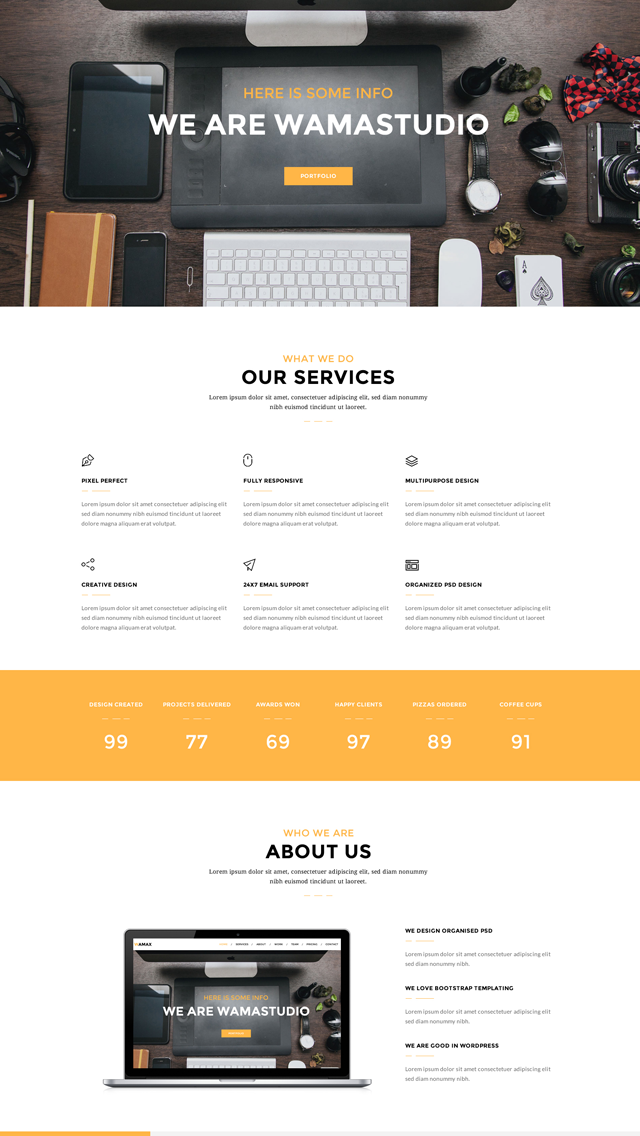 HERE IS SOME INFO
WE ARE WAMASTUDIO
PORTFOLIO
A
WHAT WE DO
OUR SERVICES
Lorem ipsum dolor sit amet, consectetuer adipiscing elit, sed diam nonummy
nibh euismod tincidunt ut laoreet.
PIXEL PERFECT
Lorem ipsum dolor sit amet consectetuer adipiscing elit
sed diam nonummy nibh euismod tincidunt ut laoreet
dolore magna aliquam erat volutpat.
FULLY RESPONSIVE
Lorem ipsum dolor sit amet consectetuer adipiscing elit
sed diam nonummy nibh euismod tincidunt ut laoreet
dolore magna aliquam erat volutpat.
MULTIPURPOSE DESIGN
Lorem ipsum dolor sit amet consectetuer adipiscing elit
sed diam nonummy nibh euismod tincidunt ut laoreet
dolore magna aliquam erat volutpat.
CREATIVE DESIGN
Lorem ipsum dolor sit amet consectetuer adipiscing elit
sed diam nonummy nibh euismod tincidunt ut laoreet
dolore magna aliquam erat volutpat.
24X7 EMAIL SUPPORT
Lorem ipsum dolor sit amet consectetuer adipiscing elit
sed diam nonummy nibh euismod tincidunt ut laoreet
dolore magna aliquam erat volutpat.
ORGANIZED PSD DESIGN
Lorem ipsum dolor sit amet consectetuer adipiscing elit
sed diam nonummy nibh euismod tincidunt ut laoreet
dolore magna aliquam erat volutpat.
DESIGN CREATED
99
PROJECTS DELIVERED
77
AWARDS WON
69
HAPPY CLIENTS
97
PIZZAS ORDERED
89
COFFEE CUPS
91
WHO WE ARE
ABOUT US
Lorem ipsum dolor sit amet, consectetuer adipiscing elit, sed diam nonummy
nibh euismod tincidunt ut laoreet.
WAMAX
HOME / SERVICES / ABOUT / WORK / TEAM / PRICING / CONTACT
HERE IS SOME INFO
WE ARE WAMASTUDIO
PORTFOLIO
WE DESIGN ORGANISED PSD
Lorem ipsum dolor sit amet consectetuer adipiscing elit
sed diam nonummy nibh.
WE LOVE BOOTSTRAP TEMPLATING
Lorem ipsum dolor sit amet consectetuer adipiscing elit
sed diam nonummy nibh.
WE ARE GOOD IN WORDPRESS
Lorem ipsum dolor sit amet consectetuer adipiscing elit
sed diam nonummy nibh.